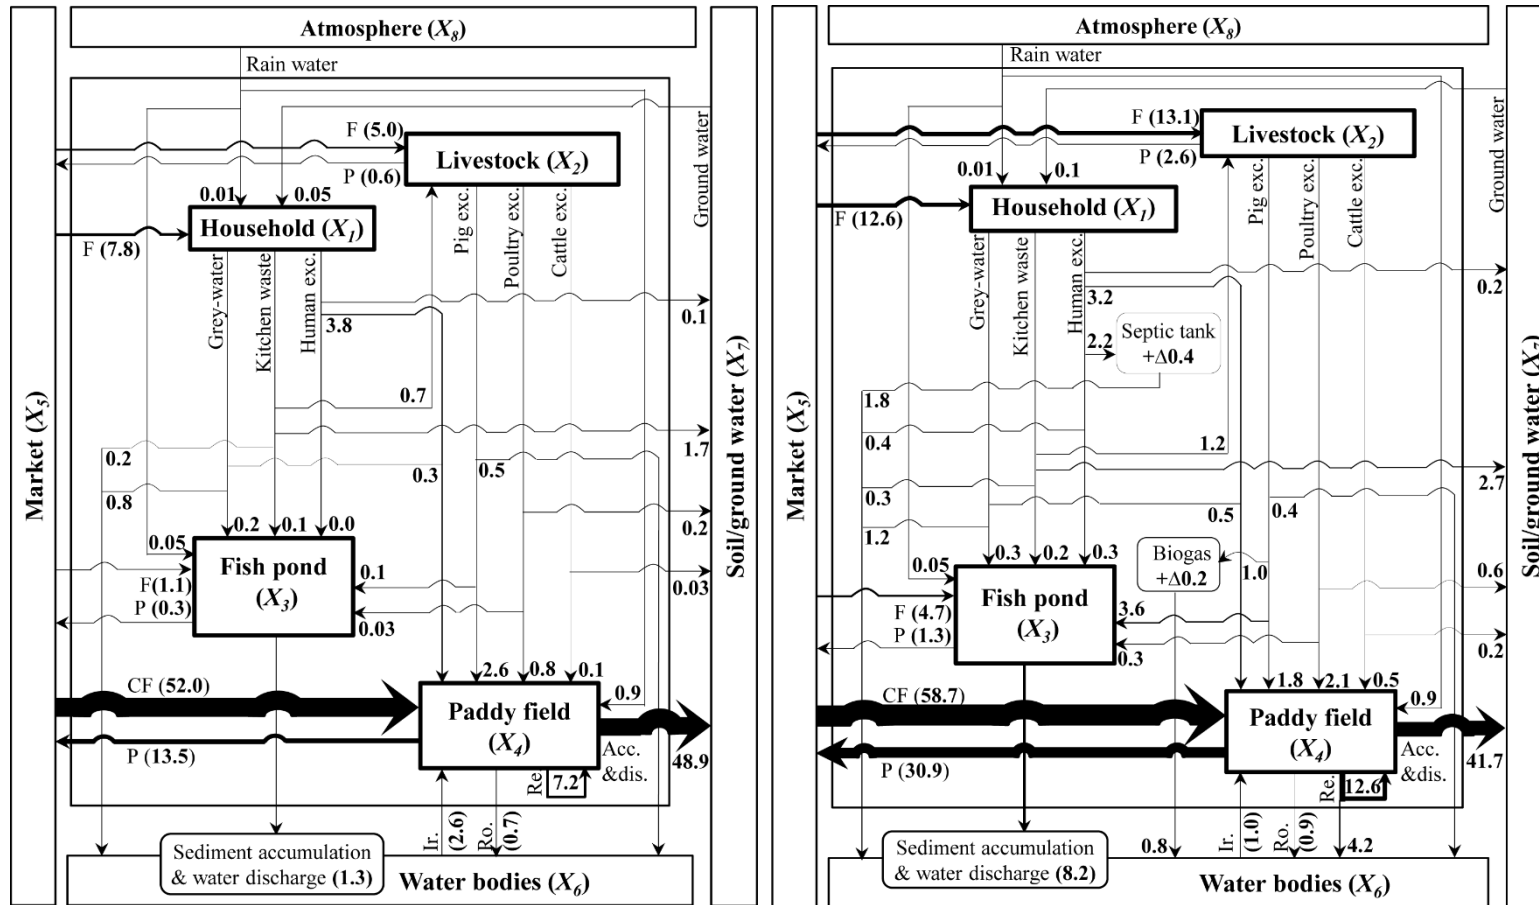 Atmosphere (X8)
Rain water
F (5.0)
Livestock (X2)
P (0.6)
0.01
0.05
Household (X1)
F (7.8)
Pig exc.
Poultry exc.
Cattle exc.
Ground water
Grey-water
Kitchen waste
Human exc.
3.8
0.1
0.7
1.7
0.2
0.3
0.5
0.8
0.2
0.2
0.1
0.0
0.05
Fish pond
(X3)
F(1.1)
P (0.3)
0.1
0.03
0.03
Market (X5)
Soil/ground water (X7)
CF (52.0)
2.6
0.8
0.1
0.9
Paddy field
(X4)
P (13.5)
Acc.
&dis.
48.9
Re
7.2
Ir.
(2.6)
Ro.
(0.7)
Sediment accumulation
& water discharge (1.3)
Water bodies (X6)
Atmosphere (X8)
Rain water
F (13.1)
Livestock (X2)
P (2.6)
0.01
0.1
Household (X1)
F (12.6)
Pig exc.
Poultry exc.
Cattle exc.
Ground water
Grey-water
Kitchen waste
Human exc.
3.2
0.2
2.2
Septic tank
+Δ0.4
1.8
0.4
1.2
2.7
0.3
0.5
0.4
1.2
0.3
0.2
0.3
0.05
Biogas
+Δ0.2
1.0
0.6
Fish pond
(X3)
F (4.7)
P (1.3)
3.6
0.3
0.2
Market (X5)
Soil/ground water (X7)
CF (58.7)
1.8
2.1
0.5
0.9
Paddy field
(X4)
P (30.9)
Acc.
&dis.
41.7
Re.
12.6
Ir.
(1.0)
Ro.
(0.9)
4.2
0.8
Sediment accumulation
& water discharge (8.2)
Water bodies (X6)